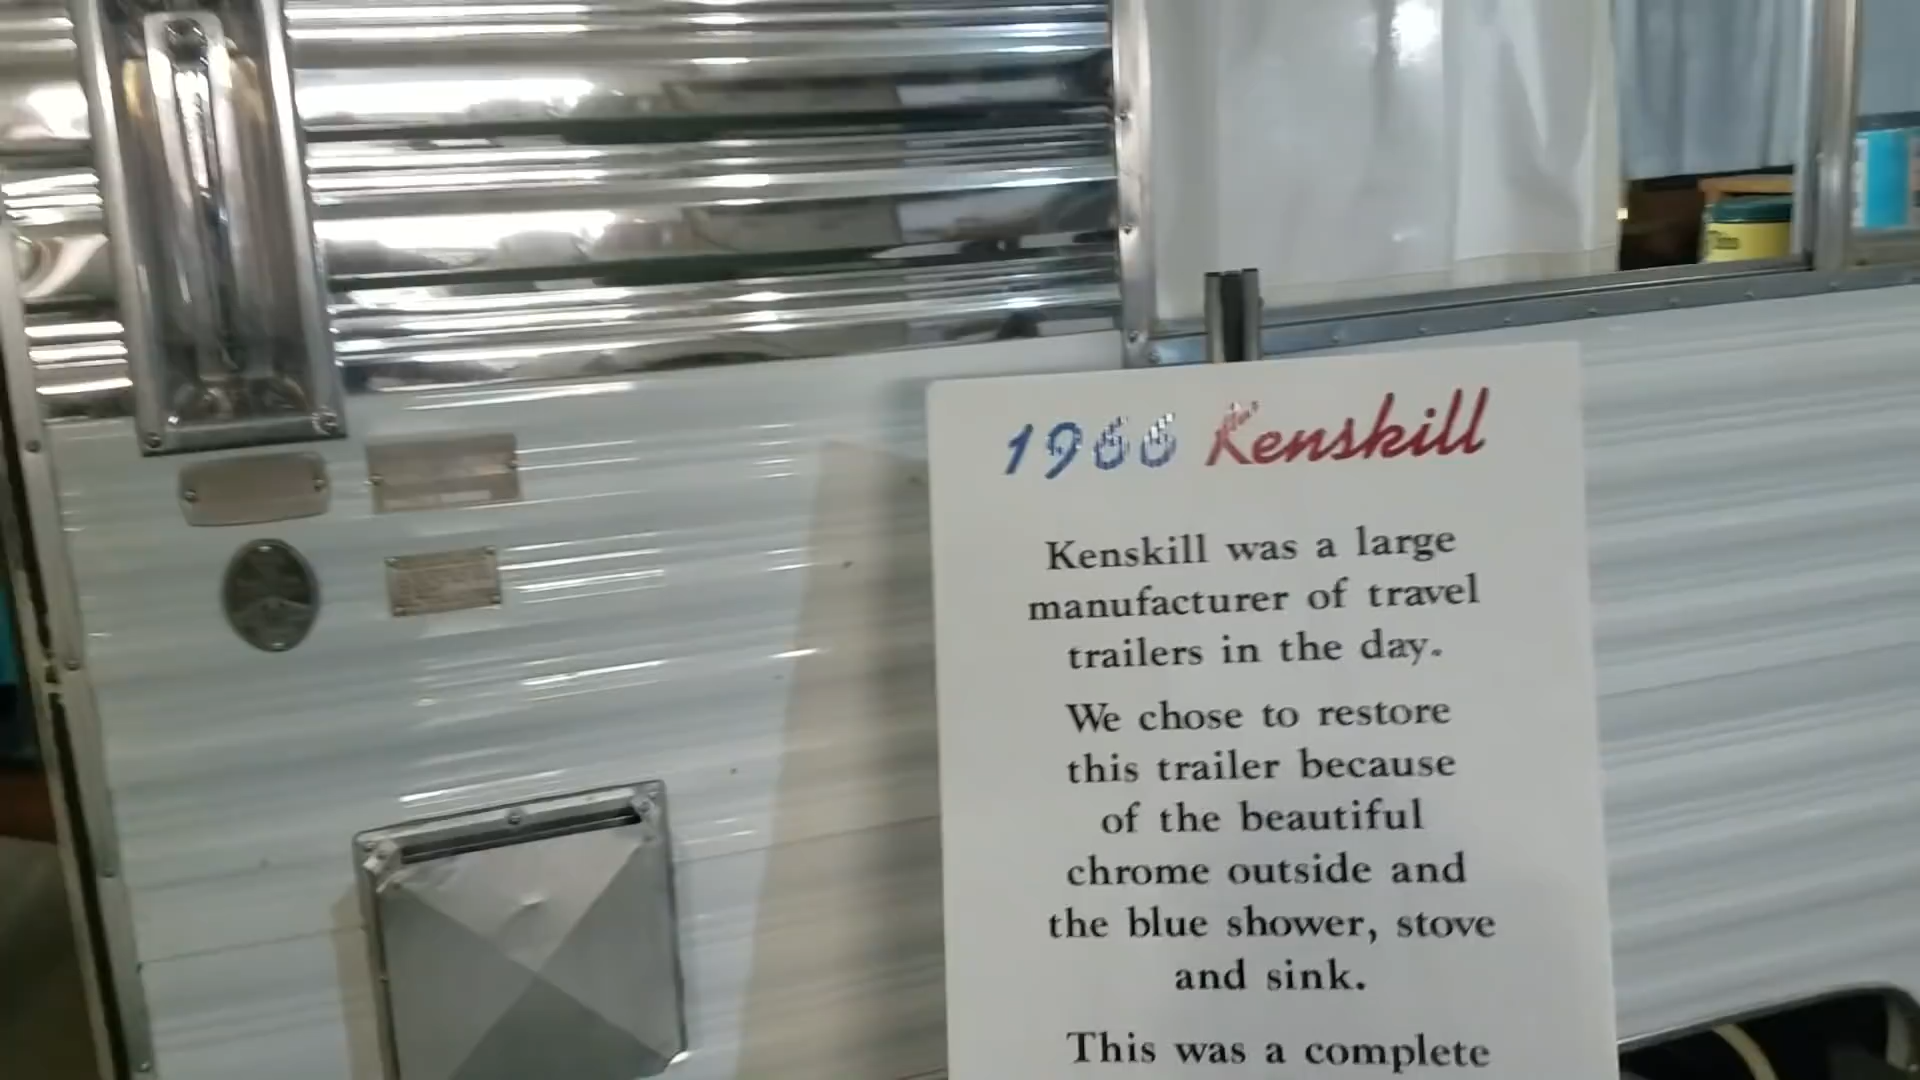 1966 Kenskill
Kenskill was a large
manufacturer of travel
trailers in the day.
We chose to restore
this trailer because
of the beautiful
chrome outside and
the blue shower, stove
and sink.
This was a complete